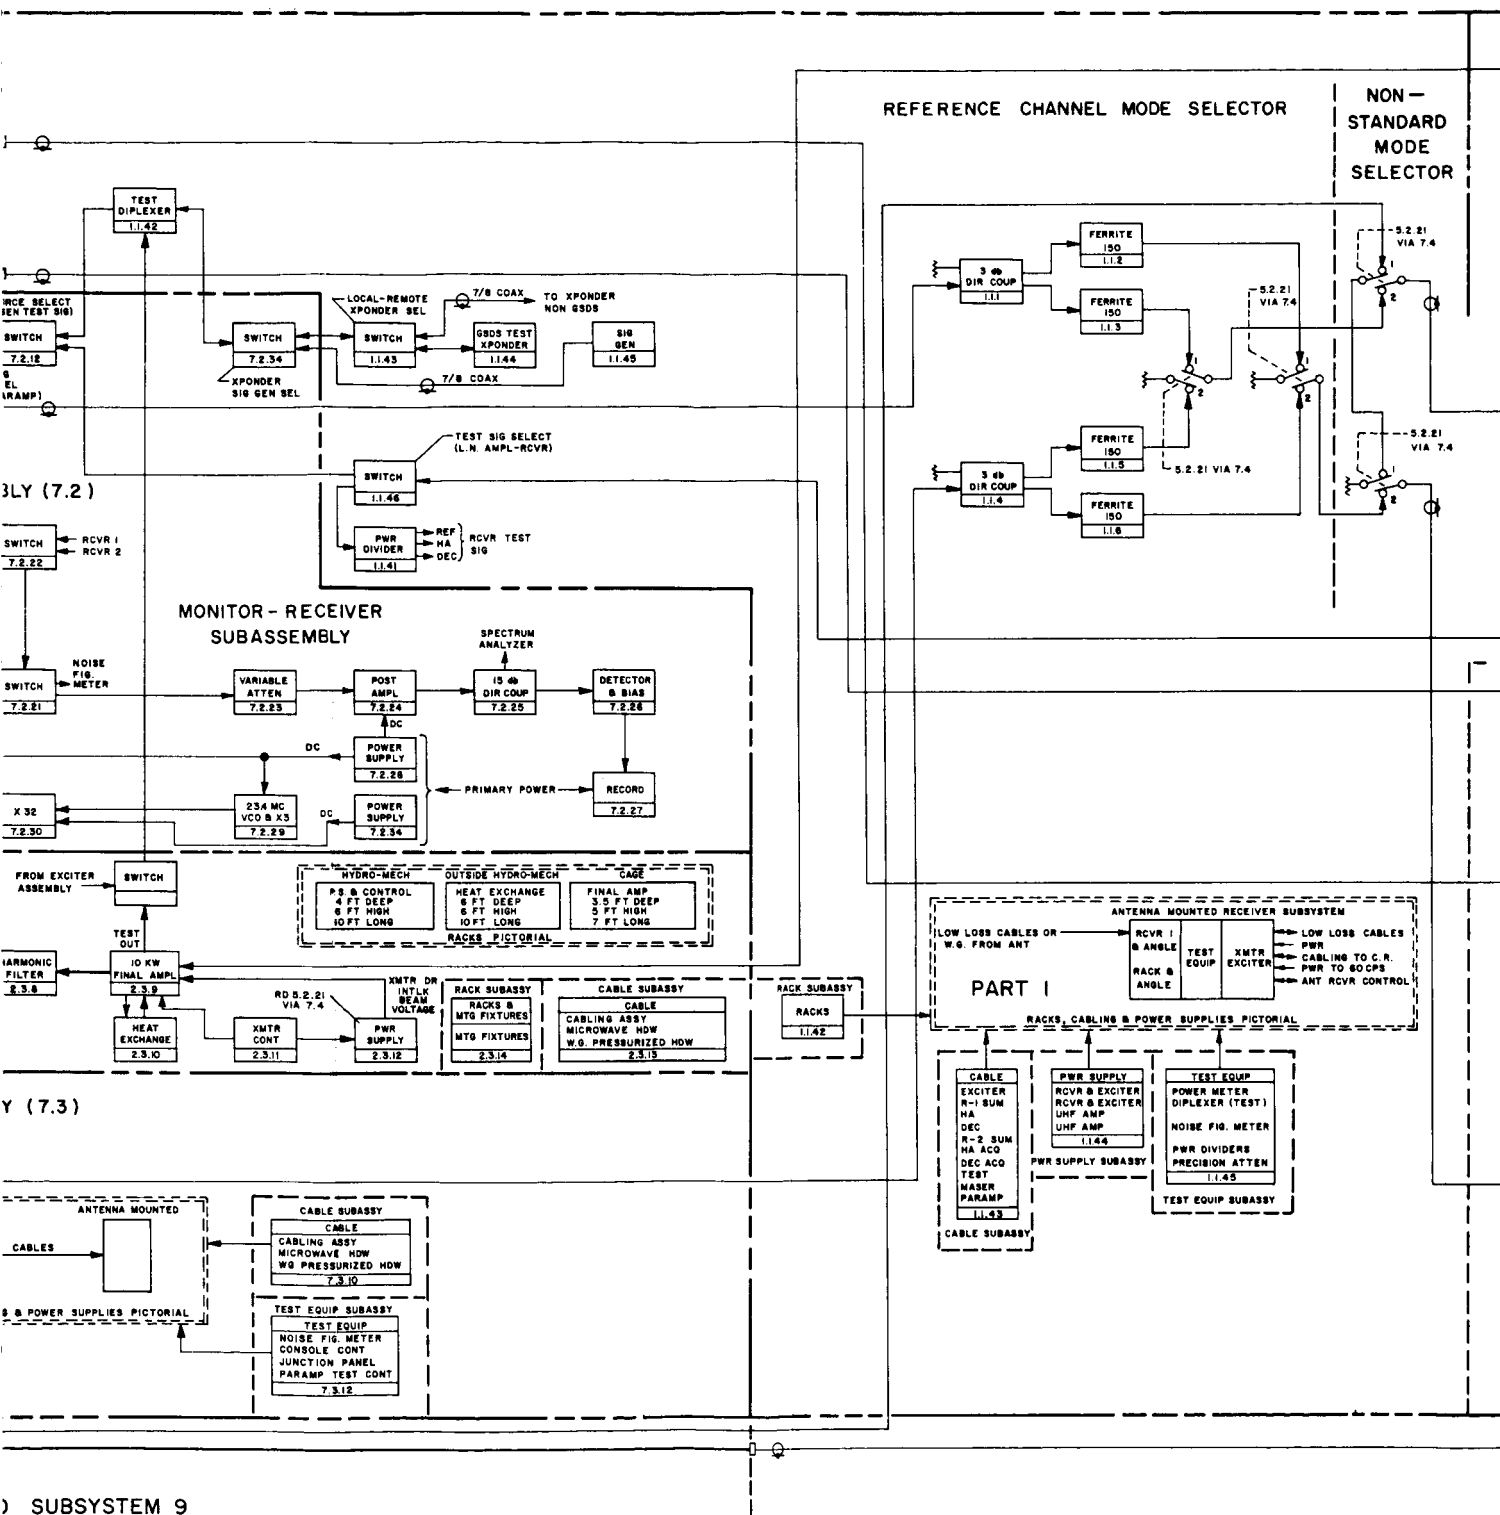 REFERENCE CHANNEL MODE SELECTOR
NON-
STANDARD
MODE
SELECTOR
TEST
DIPLEXER
1.1.42
RCE SELECT
EN TEST SIG)
SWITCH
7.2.12
EL
ARAMP)
SWITCH
7.2.34
XPONDER
SIG GEN SEL
LOCAL-REMOTE
XPONDER SEL
SWITCH
1.1.43
7/8 COAX
TO XPONDER
NON GSDS
GSDS TEST
XPONDER
1.1.44
SIG
GEN
1.1.45
7/8 COAX
TEST SIG SELECT
(L.N. AMPL-RCVR)
SWITCH
1.1.46
PWR
DIVIDER
1.1.41
REF
HA
DEC
RCVR TEST
SIG
3 db
DIR COUP
1.1.1
FERRITE
150
1.1.2
FERRITE
150
1.1.3
3 db
DIR COUP
1.1.4
FERRITE
150
1.1.5
FERRITE
150
1.1.6
1
2
5.2.21 VIA 7.4
5.2.21
VIA 7.4
1
2
5.2.21
VIA 7.4
1
2
5.2.21
VIA 7.4
1
2
BLY (7.2)
SWITCH
7.2.22
RCVR 1
RCVR 2
MONITOR-RECEIVER
SUBASSEMBLY
SWITCH
7.2.21
NOISE
FIG.
METER
VARIABLE
ATTEN
7.2.23
POST
AMPL
7.2.24
SPECTRUM
ANALYZER
15 db
DIR COUP
7.2.25
DETECTOR
& BIAS
7.2.26
DC
DC
POWER
SUPPLY
7.2.28
PRIMARY POWER
RECORD
7.2.27
X 32
7.2.30
23.4 MC
VCO & X3
7.2.29
DC
POWER
SUPPLY
7.2.34
FROM EXCITER
ASSEMBLY
SWITCH
TEST
OUT
HARMONIC
FILTER
2.3.8
10 KW
FINAL AMPL
2.3.9
HEAT
EXCHANGE
2.3.10
XMTR
CONT
2.3.11
RD 5.2.21
VIA 7.4
PWR
SUPPLY
2.3.12
XMTR DR
INTLK
BEAM
VOLTAGE
HYDRO-MECH
P.S. & CONTROL
4 FT DEEP
6 FT HIGH
10 FT LONG
OUTSIDE HYDRO-MECH
HEAT EXCHANGE
6 FT DEEP
6 FT HIGH
10 FT LONG
CAGE
FINAL AMP
3.5 FT DEEP
5 FT HIGH
7 FT LONG
RACKS PICTORIAL
RACK SUBASSY
RACKS &
MTG FIXTURES
MTG FIXTURES
2.3.14
CABLE SUBASSY
CABLE
CABLING ASSY
MICROWAVE HDW
W.G. PRESSURIZED HDW
2.3.13
RACK SUBASSY
RACKS
1.1.42
ANTENNA MOUNTED RECEIVER SUBSYSTEM
LOW LOSS CABLES OR
W.G. FROM ANT
RCVR 1
& ANGLE
RACK &
ANGLE
TEST
EQUIP
XMTR
EXCITER
LOW LOSS CABLES
PWR
CABLING TO C.R.
PWR TO 60CPS
ANT RCVR CONTROL
PART 1
RACKS, CABLING & POWER SUPPLIES PICTORIAL
CABLE
EXCITER
R-1 SUM
HA
DEC
R-2 SUM
HA ACQ
DEC ACQ
TEST
MASER
PARAMP
1.1.43
CABLE SUBASSY
PWR SUPPLY
RCVR & EXCITER
RCVR & EXCITER
UHF AMP
UHF AMP
1.1.44
PWR SUPPLY SUBASSY
TEST EQUIP
POWER METER
DIPLEXER (TEST)
NOISE FIG. METER
PWR DIVIDERS
PRECISION ATTEN
1.1.45
TEST EQUIP SUBASSY
Y (7.3)
ANTENNA MOUNTED
CABLES
S & POWER SUPPLIES PICTORIAL
CABLE SUBASSY
CABLE
CABLING ASSY
MICROWAVE HDW
WG PRESSURIZED HDW
7.3.10
TEST EQUIP SUBASSY
TEST EQUIP
NOISE FIG. METER
CONSOLE CONT
JUNCTION PANEL
PARAMP TEST CONT
7.3.12
) SUBSYSTEM 9